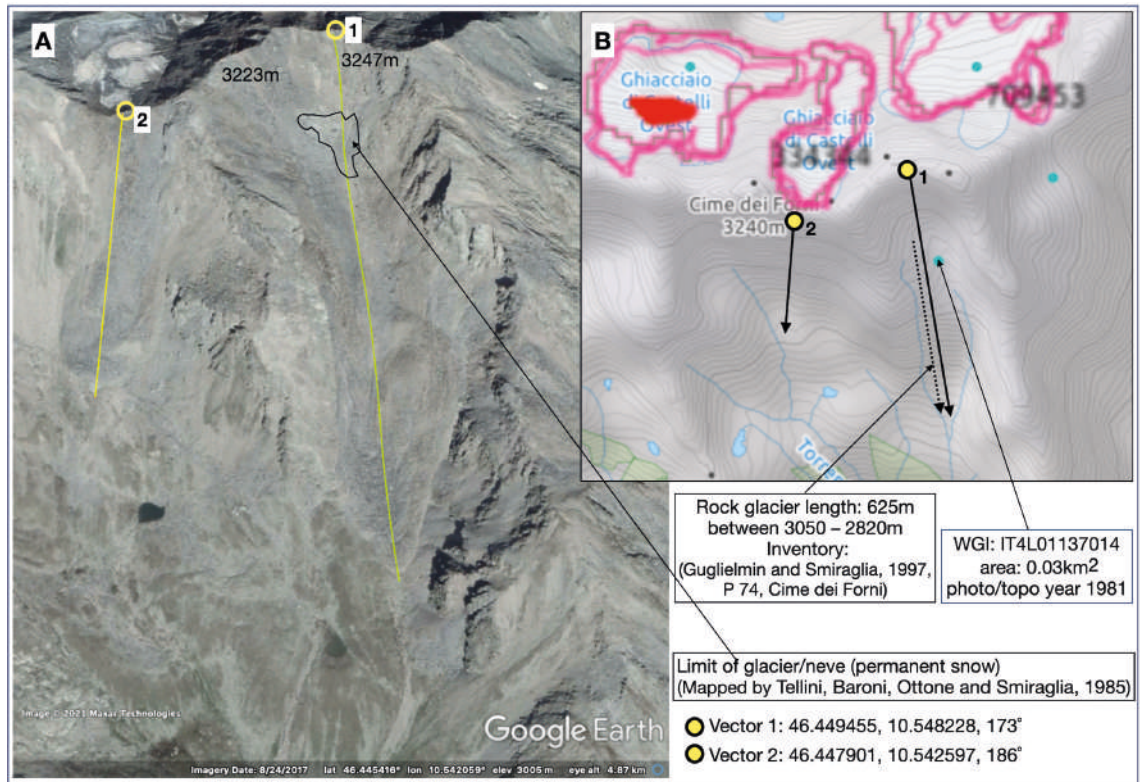 A
1
3247m
3223m
2
B
Ghiacciaio
di Castelli
Ovest
Ghiacciaio
di Castelli
Ovest
709453
1
Cime dei Forni
3240m
2
Torren
Rock glacier length: 625m
between 3050 – 2820m
Inventory:
(Guglielmin and Smiraglia, 1997,
P 74, Cime dei Forni)
WGI: IT4L01137014
area: 0.03km²
photo/topo year 1981
Limit of glacier/neve (permanent snow)
(Mapped by Tellini, Baroni, Ottone and Smiraglia, 1985)
Vector 1: 46.449455, 10.548228, 173°
Vector 2: 46.447901, 10.542597, 186°
Image © 2021 Maxar Technologies
Google Earth
Imagery Date: 8/24/2017 lat 46.445416° lon 10.542059° elev 3005 m eye alt 4.87 km